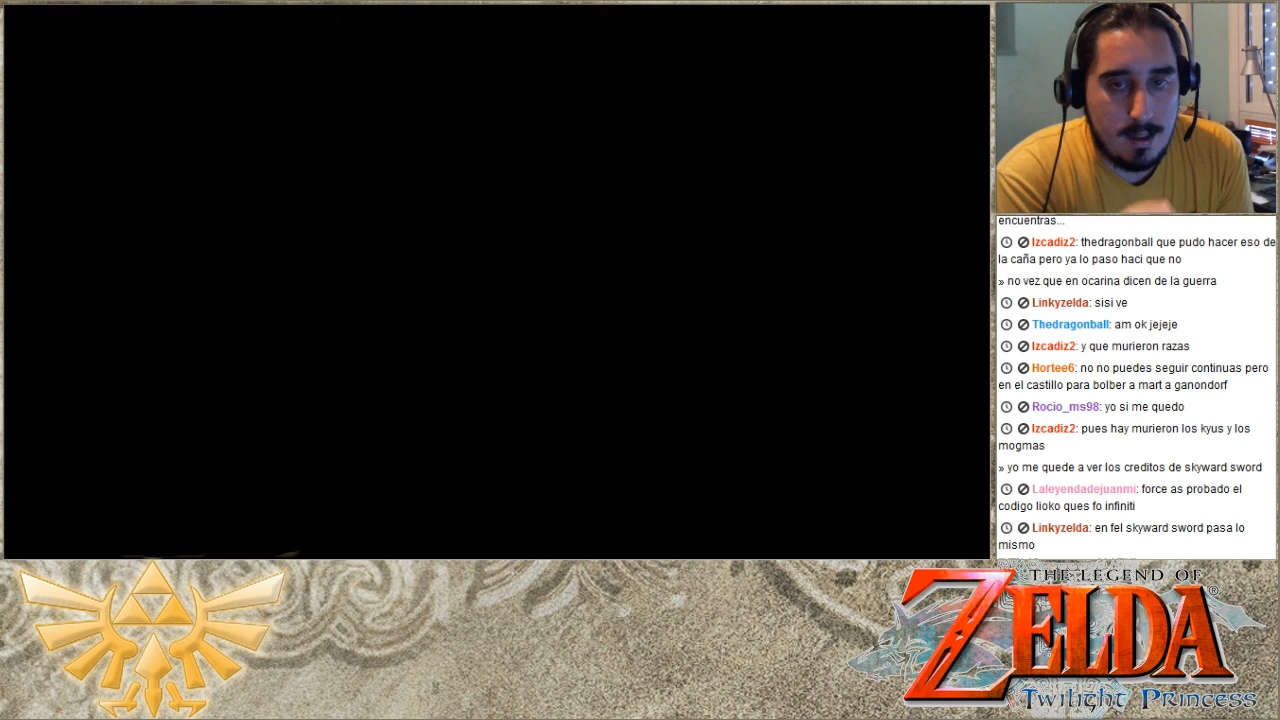 encuentras...
Izcadiz2: thedragonball que pudo hacer eso de
la caña pero ya lo paso haci que no
» no vez que en ocarina dicen de la guerra
Linkyzelda: sisi ve
Thedragonball: am ok jejeje
Izcadiz2: y que murieron razas
Hortee6: no no puedes seguir continuas pero
en el castillo para bolber a mart a ganondorf
Rocio_ms98: yo si me quedo
Izcadiz2: pues hay murieron los kyus y los
mogmas
» yo me quede a ver los creditos de skyward sword
Laleyendadejuanmi: force as probado el
codigo lioko ques fo infiniti
Linkyzelda: en fel skyward sword pasa lo
mismo
THE LEGEND OF
ZELDA®
Twilight Princess